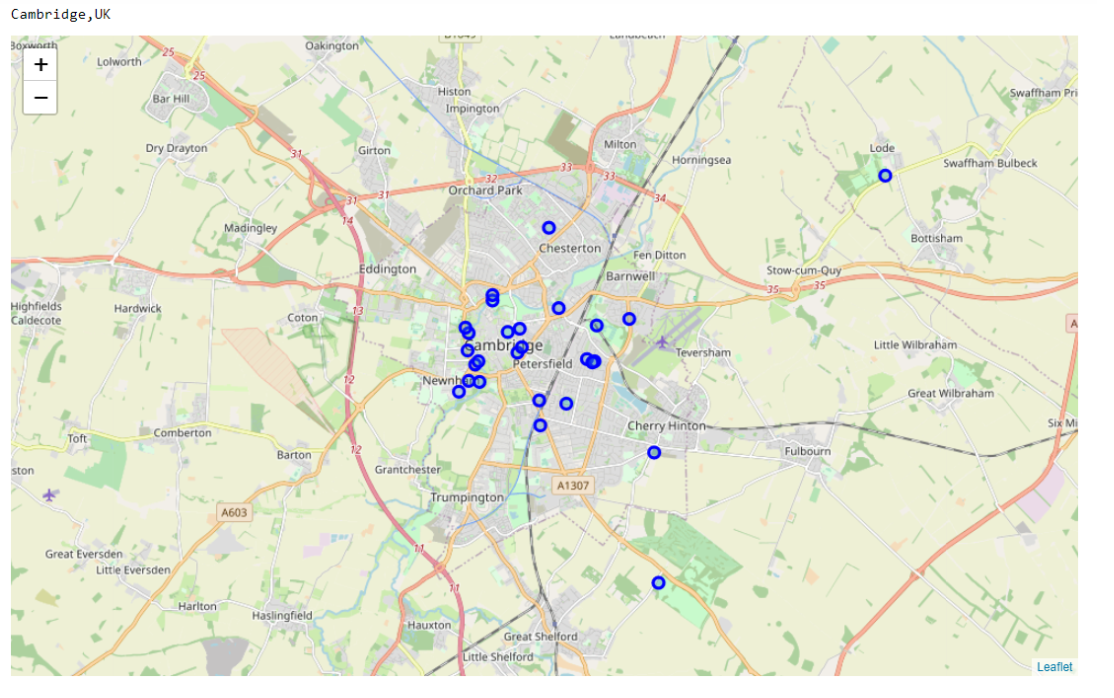 Cambridge,UK
Boxworth
Oakington
B1049
Landbeach
25
Lolworth
+
25
−
Bar Hill
Histon
Impington
Swaffham Pri
Dry Drayton
31
Girton
Milton
Horningsea
Lode
Swaffham Bulbeck
33
33
32
31
Orchard Park
34
31
14
Madingley
Chesterton
Bottisham
Fen Ditton
Eddington
Barnwell
Stow-cum-Quy
35
35
Highfields
Caldecote
Hardwick
Coton
13
A
Cambridge
Petersfield
Teversham
Little Wilbraham
12
Newnham
Great Wilbraham
Toft
Comberton
Cherry Hinton
Six Mi
12
Barton
Fulbourn
ston
Grantchester
A1307
Trumpington
A603
11
Great Eversden
Little Eversden
11
Harlton
Haslingfield
Hauxton
Great Shelford
Little Shelford
Leaflet